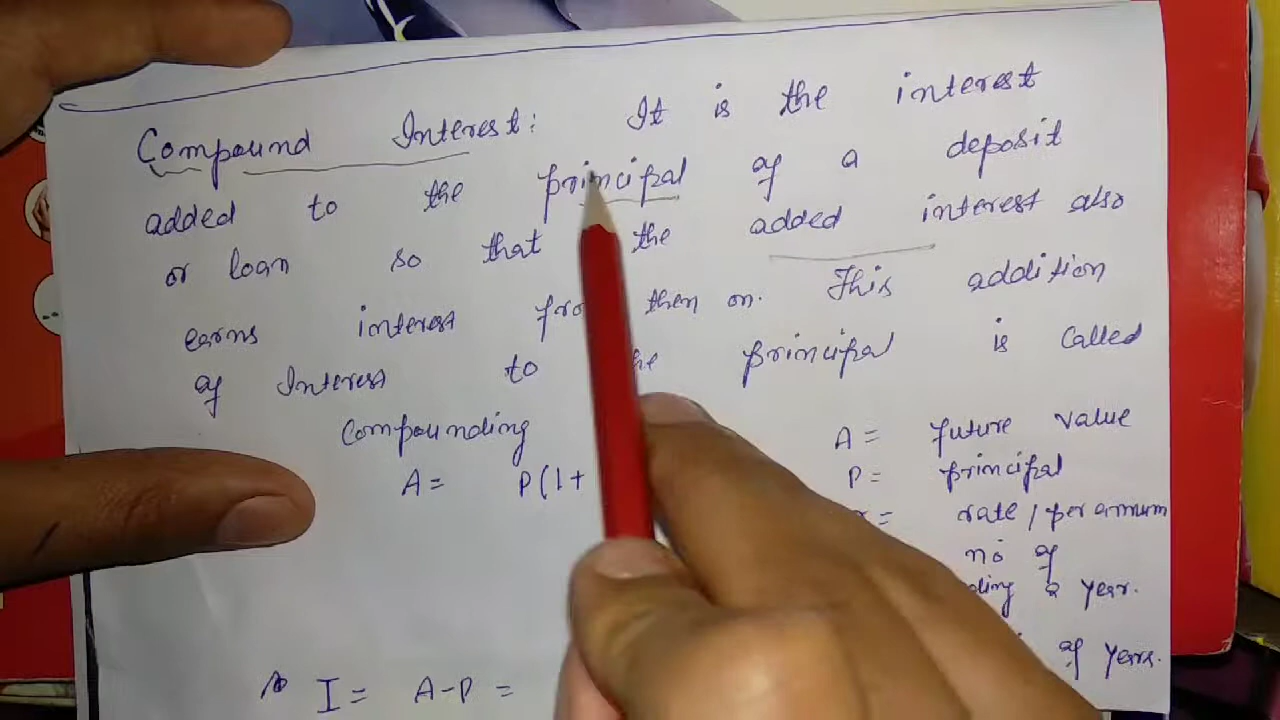 Compound Interest: It is the interest
added to the principal of a deposit
or loan so that the added interest also
earns interest then on. This addition
of Interest to principal is called
Compounding
A = P(1+
A = future value
P = principal
= rate / per annum
no of
a year.
of years.
I = A-P =